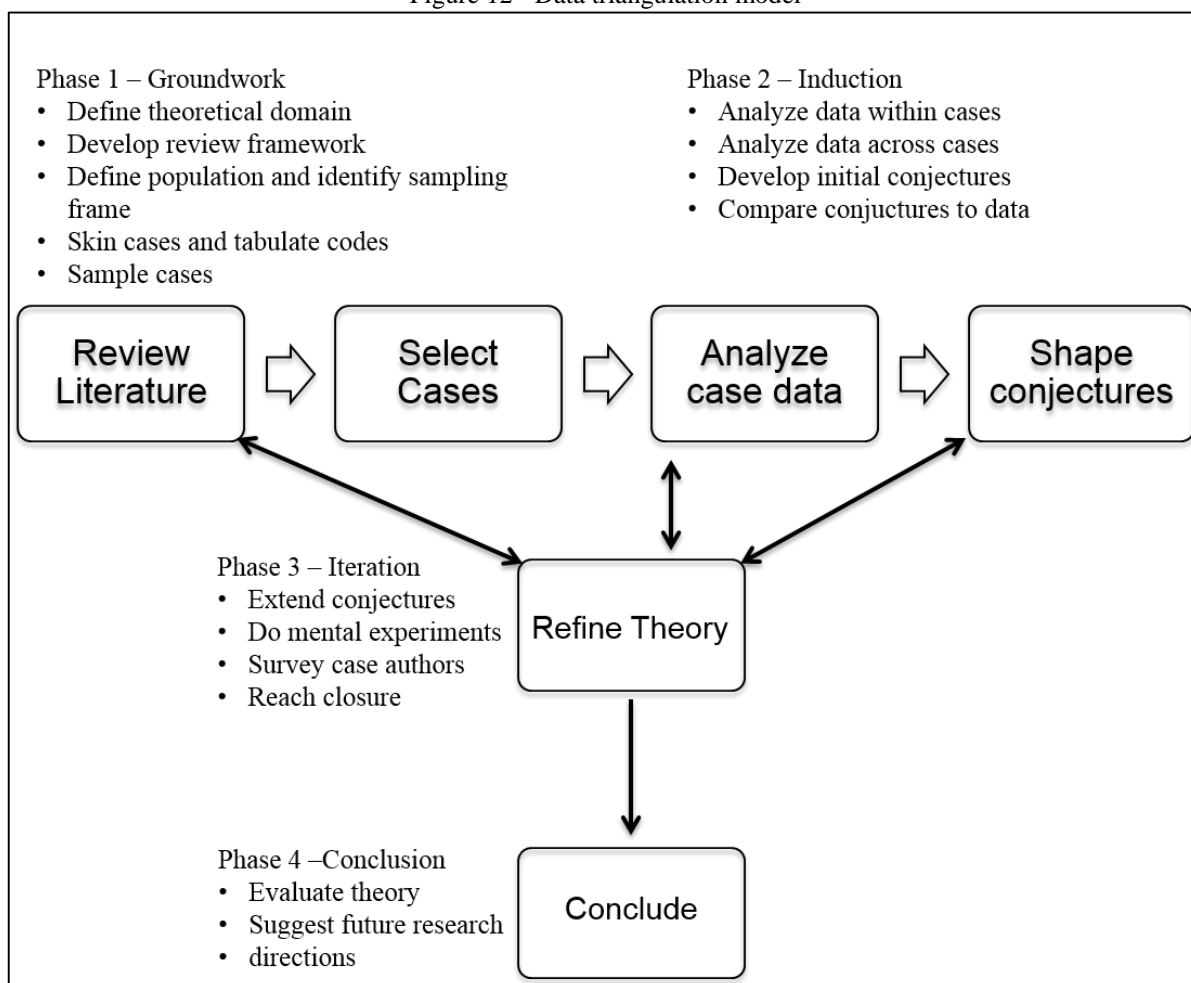 Figure 12 - Data triangulation model
Phase 1 – Groundwork
• Define theoretical domain
• Develop review framework
• Define population and identify sampling
frame
• Skin cases and tabulate codes
• Sample cases
Phase 2 – Induction
• Analyze data within cases
• Analyze data across cases
• Develop initial conjectures
• Compare conjuctures to data
Review
Literature
Select
Cases
Analyze
case data
Shape
conjectures
Phase 3 – Iteration
• Extend conjectures
• Do mental experiments
• Survey case authors
• Reach closure
Refine Theory
Phase 4 –Conclusion
• Evaluate theory
• Suggest future research
• directions
Conclude